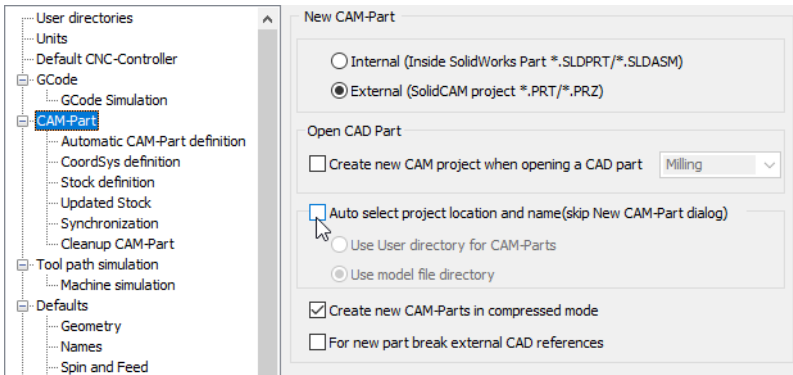 User directories
Units
Default CNC-Controller
GCode
GCode Simulation
CAM-Part
Automatic CAM-Part definition
CoordSys definition
Stock definition
Updated Stock
Synchronization
Cleanup CAM-Part
Tool path simulation
Machine simulation
Defaults
Geometry
Names
Spin and Feed
New CAM-Part
Internal (Inside SolidWorks Part *.SLDPRT/*.SLDASM)
External (SolidCAM project *.PRT/*.PRZ)
Open CAD Part
Create new CAM project when opening a CAD part Milling
Auto select project location and name(skip New CAM-Part dialog)
Use User directory for CAM-Parts
Use model file directory
Create new CAM-Parts in compressed mode
For new part break external CAD references